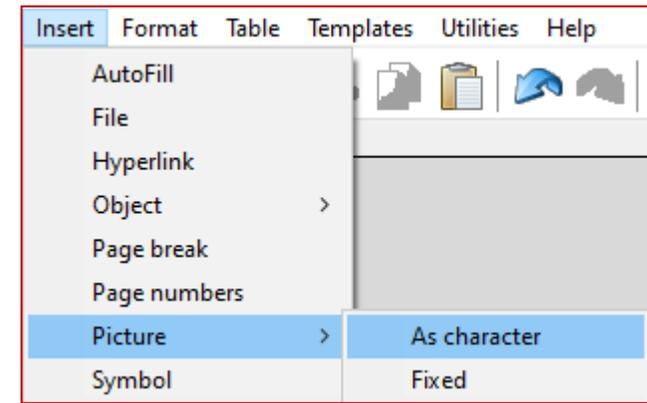 Insert Format Table Templates Utilities Help
AutoFill
File
Hyperlink
Object
Page break
Page numbers
Picture
As character
Symbol
Fixed